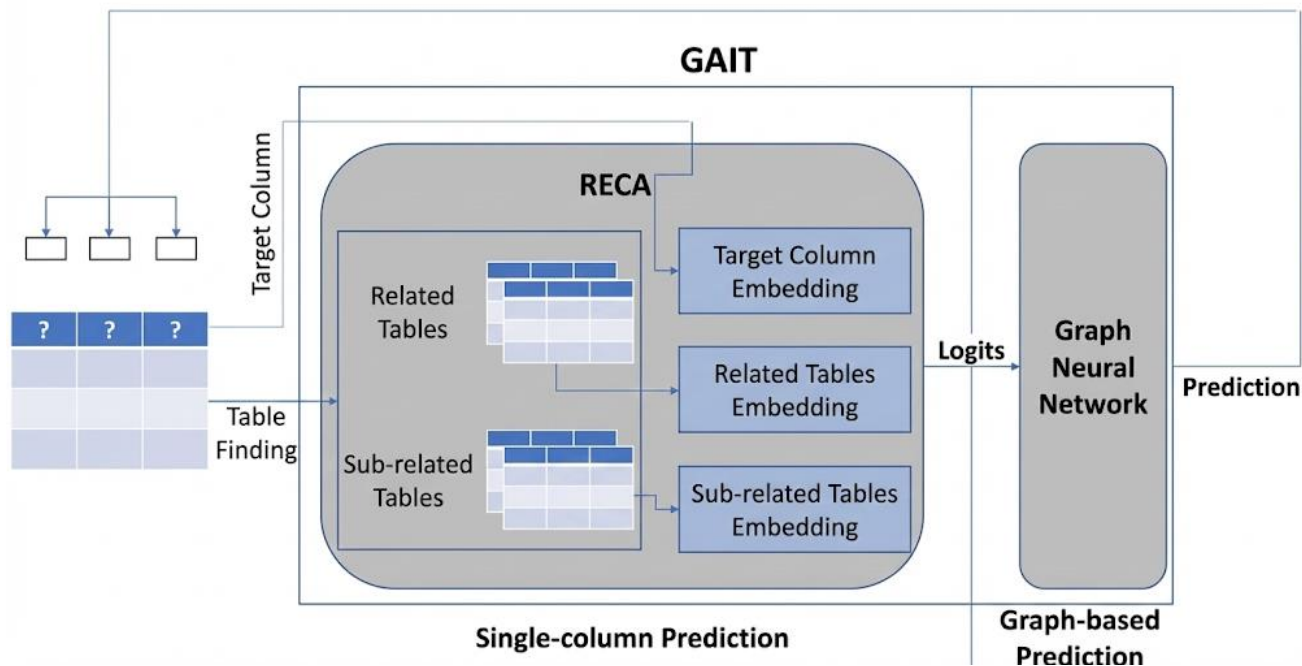 GAIT
Target Column
RECA
? ? ?
Table
Finding
Related
Tables
Sub-related
Tables
Target Column
Embedding
Related Tables
Embedding
Sub-related Tables
Embedding
Logits
Graph
Neural
Network
Prediction
Single-column Prediction
Graph-based
Prediction